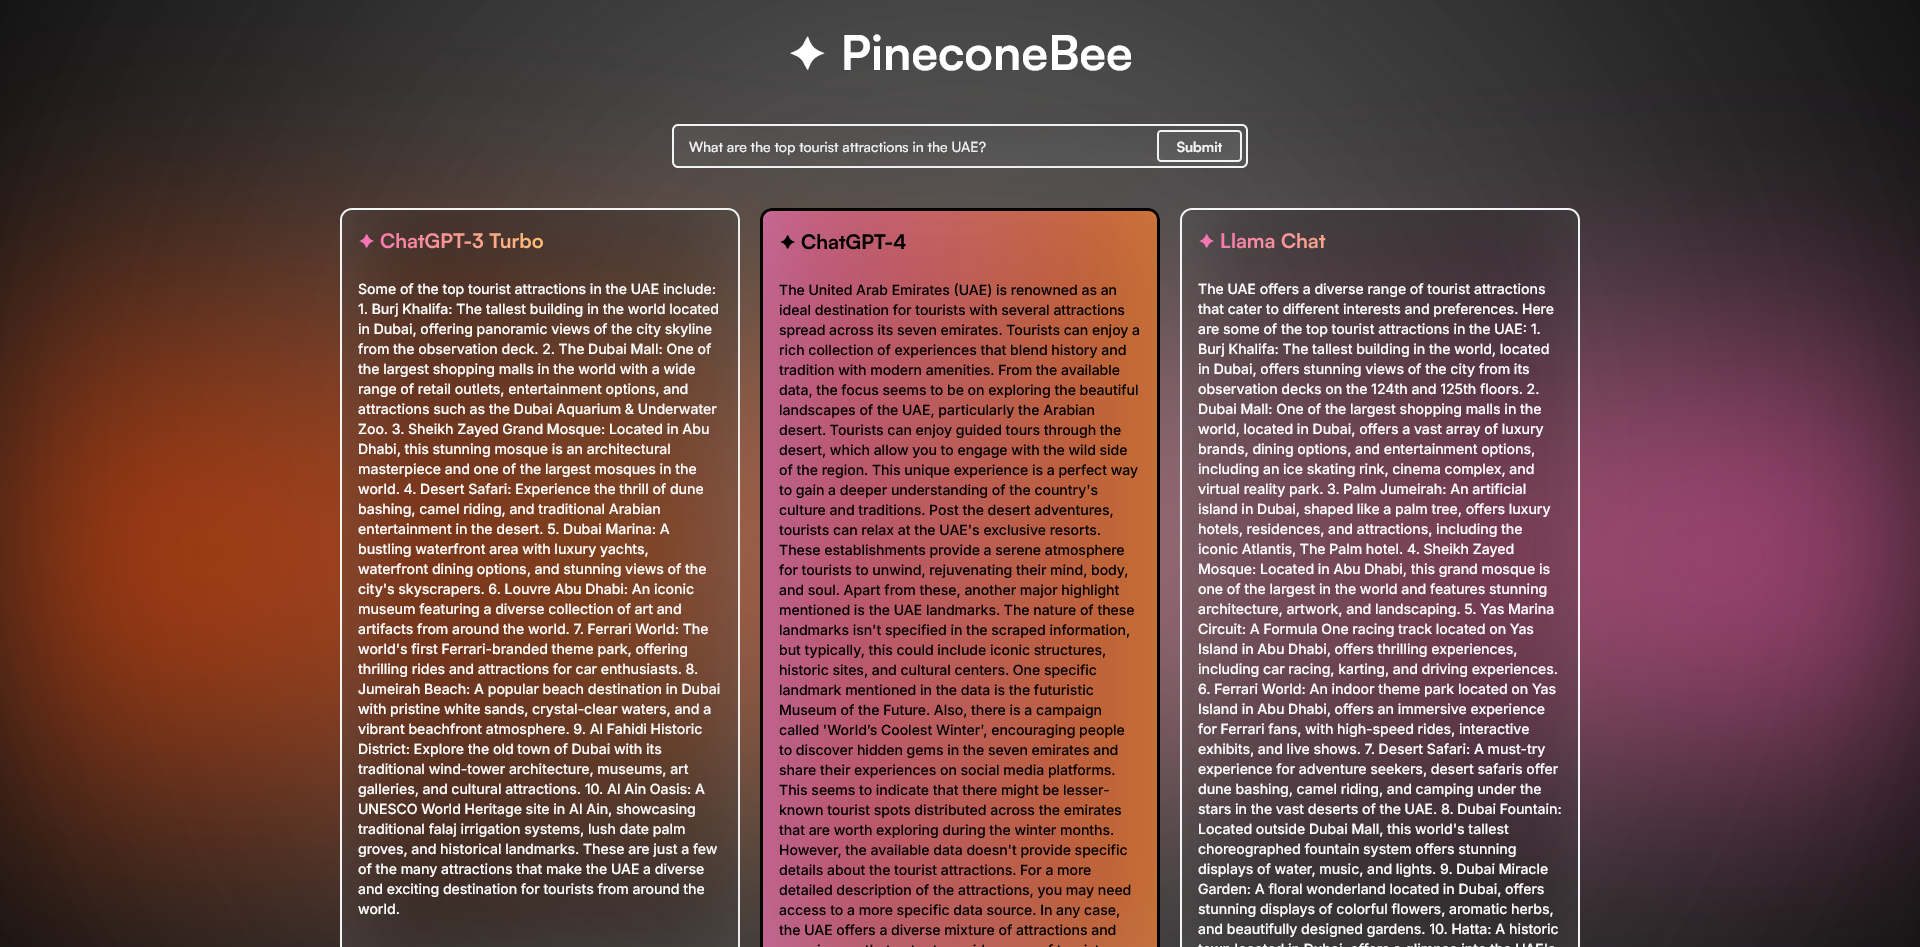 PineconeBee
What are the top tourist attractions in the UAE?
Submit
ChatGPT-3 Turbo
Some of the top tourist attractions in the UAE include:
1. Burj Khalifa: The tallest building in the world located
in Dubai, offering panoramic views of the city skyline
from the observation deck. 2. The Dubai Mall: One of
the largest shopping malls in the world with a wide
range of retail outlets, entertainment options, and
attractions such as the Dubai Aquarium & Underwater
Zoo. 3. Sheikh Zayed Grand Mosque: Located in Abu
Dhabi, this stunning mosque is an architectural
masterpiece and one of the largest mosques in the
world. 4. Desert Safari: Experience the thrill of dune
bashing, camel riding, and traditional Arabian
entertainment in the desert. 5. Dubai Marina: A
bustling waterfront area with luxury yachts,
waterfront dining options, and stunning views of the
city's skyscrapers. 6. Louvre Abu Dhabi: An iconic
museum featuring a diverse collection of art and
artifacts from around the world. 7. Ferrari World: The
world's first Ferrari-branded theme park, offering
thrilling rides and attractions for car enthusiasts. 8.
Jumeirah Beach: A popular beach destination in Dubai
with pristine white sands, crystal-clear waters, and a
vibrant beachfront atmosphere. 9. Al Fahidi Historic
District: Explore the old town of Dubai with its
traditional wind-tower architecture, museums, art
galleries, and cultural attractions. 10. Al Ain Oasis: A
UNESCO World Heritage site in Al Ain, showcasing
traditional falaj irrigation systems, lush date palm
groves, and historical landmarks. These are just a few
of the many attractions that make the UAE a diverse
and exciting destination for tourists from around the
world.
ChatGPT-4
The United Arab Emirates (UAE) is renowned as an
ideal destination for tourists with several attractions
spread across its seven emirates. Tourists can enjoy a
rich collection of experiences that blend history and
tradition with modern amenities. From the available
data, the focus seems to be on exploring the beautiful
landscapes of the UAE, particularly the Arabian
desert. Tourists can enjoy guided tours through the
desert, which allow you to engage with the wild side
of the region. This unique experience is a perfect way
to gain a deeper understanding of the country's
culture and traditions. Post the desert adventures,
tourists can relax at the UAE's exclusive resorts.
These establishments provide a serene atmosphere
for tourists to unwind, rejuvenating their mind, body,
and soul. Apart from these, another major highlight
mentioned is the UAE landmarks. The nature of these
landmarks isn't specified in the scraped information,
but typically, this could include iconic structures,
historic sites, and cultural centers. One specific
landmark mentioned in the data is the futuristic
Museum of the Future. Also, there is a campaign
called 'World's Coolest Winter', encouraging people
to discover hidden gems in the seven emirates and
share their experiences on social media platforms.
This seems to indicate that there might be lesser-
known tourist spots distributed across the emirates
that are worth exploring during the winter months.
However, the available data doesn't provide specific
details about the tourist attractions. For a more
detailed description of the attractions, you may need
access to a more specific data source. In any case,
the UAE offers a diverse mixture of attractions and
Llama Chat
The UAE offers a diverse range of tourist attractions
that cater to different interests and preferences. Here
are some of the top tourist attractions in the UAE: 1.
Burj Khalifa: The tallest building in the world, located
in Dubai, offers stunning views of the city from its
observation decks on the 124th and 125th floors. 2.
Dubai Mall: One of the largest shopping malls in the
world, located in Dubai, offers a vast array of luxury
brands, dining options, and entertainment options,
including an ice skating rink, cinema complex, and
virtual reality park. 3. Palm Jumeirah: An artificial
island in Dubai, shaped like a palm tree, offers luxury
hotels, residences, and attractions, including the
iconic Atlantis, The Palm hotel. 4. Sheikh Zayed
Mosque: Located in Abu Dhabi, this grand mosque is
one of the largest in the world and features stunning
architecture, artwork, and landscaping. 5. Yas Marina
Circuit: A Formula One racing track located on Yas
Island in Abu Dhabi, offers thrilling experiences,
including car racing, karting, and driving experiences.
6. Ferrari World: An indoor theme park located on Yas
Island in Abu Dhabi, offers an immersive experience
for Ferrari fans, with high-speed rides, interactive
exhibits, and live shows. 7. Desert Safari: A must-try
experience for adventure seekers, desert safaris offer
dune bashing, camel riding, and camping under the
stars in the vast deserts of the UAE. 8. Dubai Fountain:
Located outside Dubai Mall, this world's tallest
choreographed fountain system offers stunning
displays of water, music, and lights. 9. Dubai Miracle
Garden: A floral wonderland located in Dubai, offers
stunning displays of colorful flowers, aromatic herbs,
and beautifully designed gardens. 10. Hatta: A historic
town located in Dubai, offers a glimpse into the UAE's